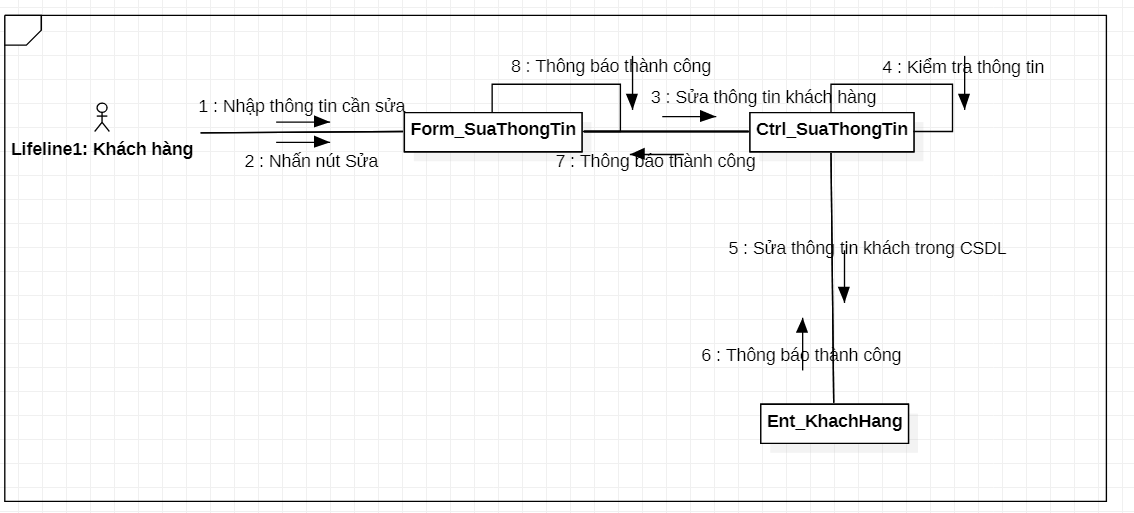 8 : Thông báo thành công
4 : Kiểm tra thông tin
1 : Nhập thông tin cần sửa
3 : Sửa thông tin khách hàng
Form_SuaThongTin
Ctrl_SuaThongTin
Lifeline1: Khách hàng
2 : Nhấn nút Sửa
7 : Thông báo thành công
5 : Sửa thông tin khách trong CSDL
6 : Thông báo thành công
Ent_KhachHang